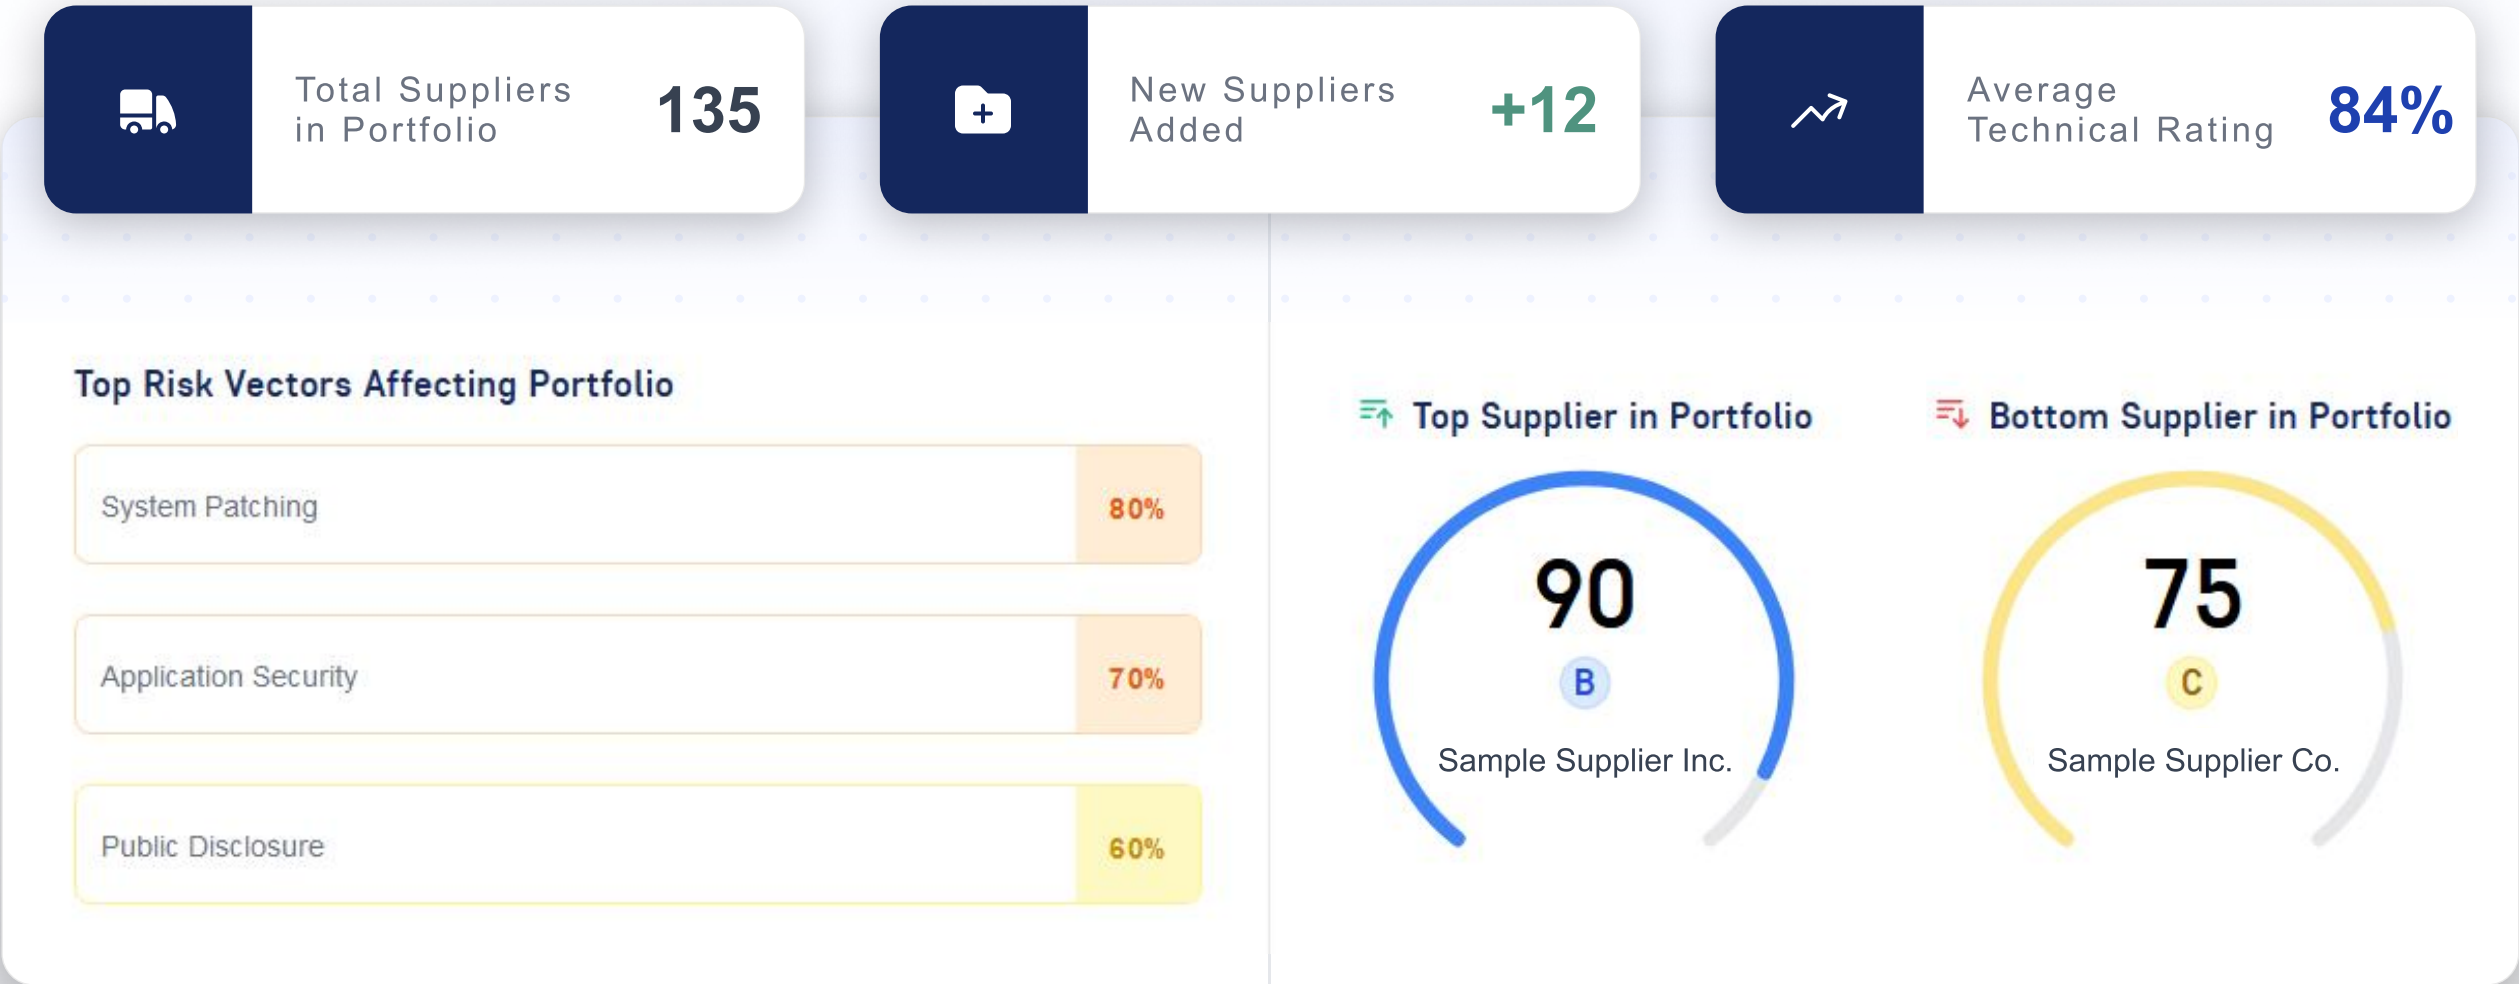 Total Suppliers
in Portfolio
135
New Suppliers
Added
+12
Average
Technical Rating
84%
Top Risk Vectors Affecting Portfolio
System Patching
80%
Application Security
70%
Public Disclosure
60%
Top Supplier in Portfolio
90
B
Sample Supplier Inc.
Bottom Supplier in Portfolio
75
C
Sample Supplier Co.